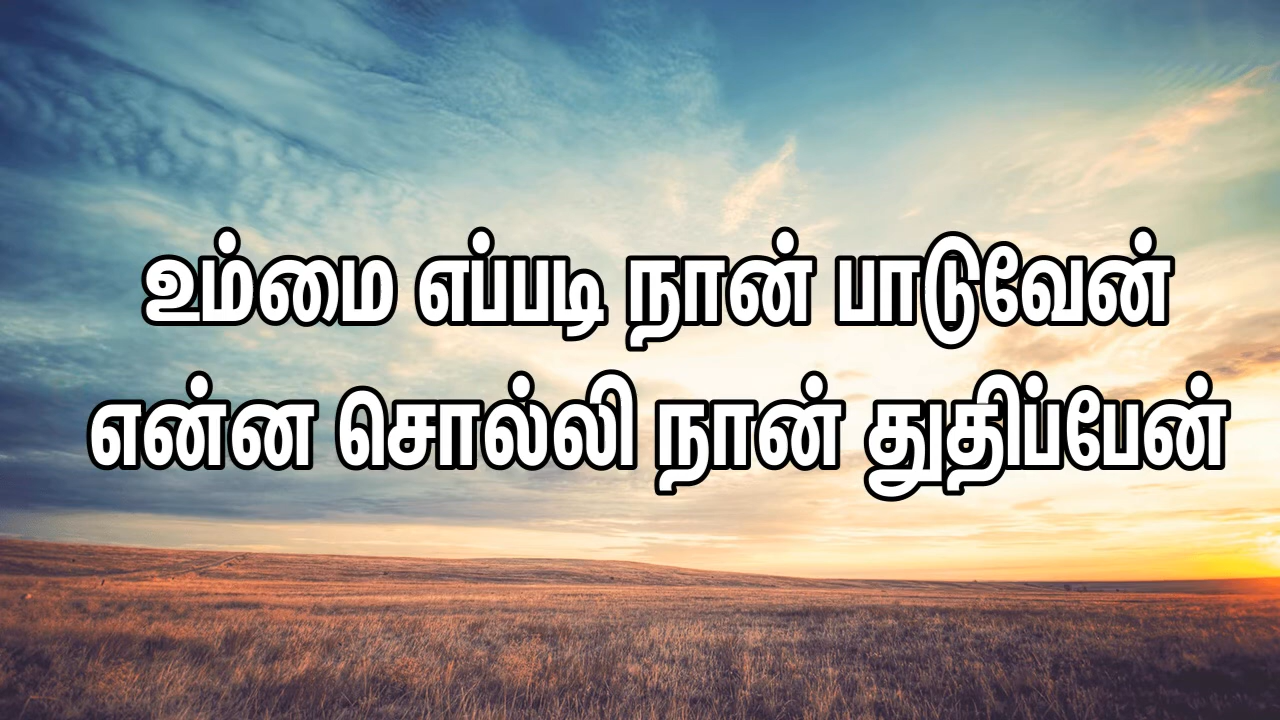 உம்மை எப்படி நான் பாடுவேன்
என்ன சொல்லி நான் துதிப்பேன்